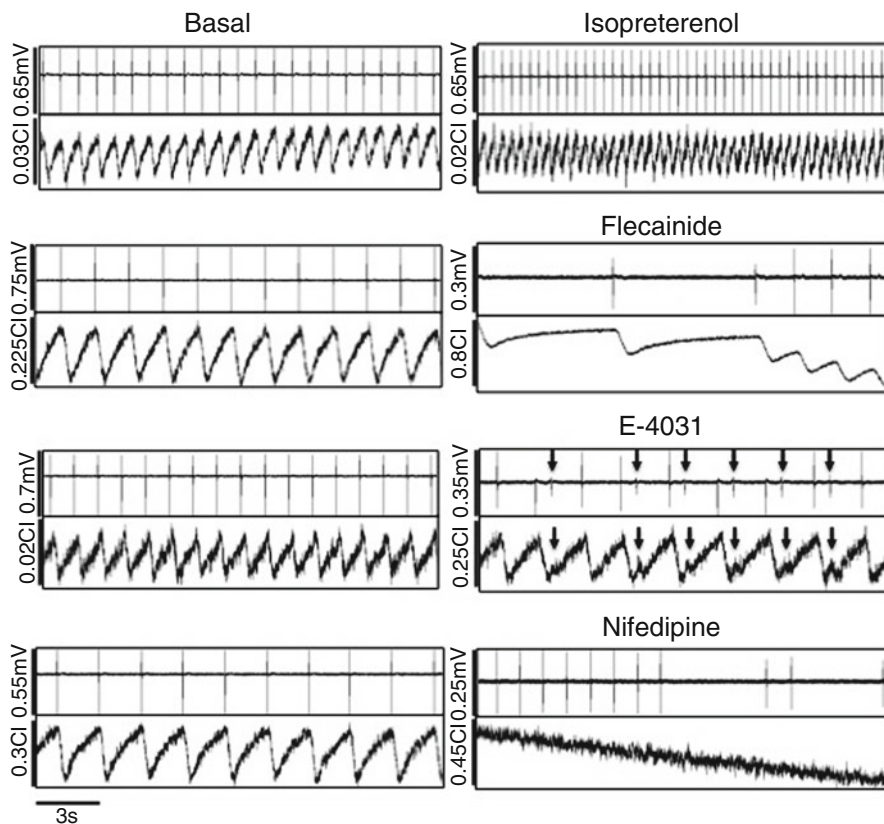 Basal
Isopreterenol
0.65mV
0.03CI
0.65mV
0.02CI
Flecainide
0.75mV
0.225CI
0.3mV
0.8CI
E-4031
0.7mV
0.02CI
0.35mV
0.25CI
Nifedipine
0.55mV
0.3CI
0.25mV
0.45CI
3s